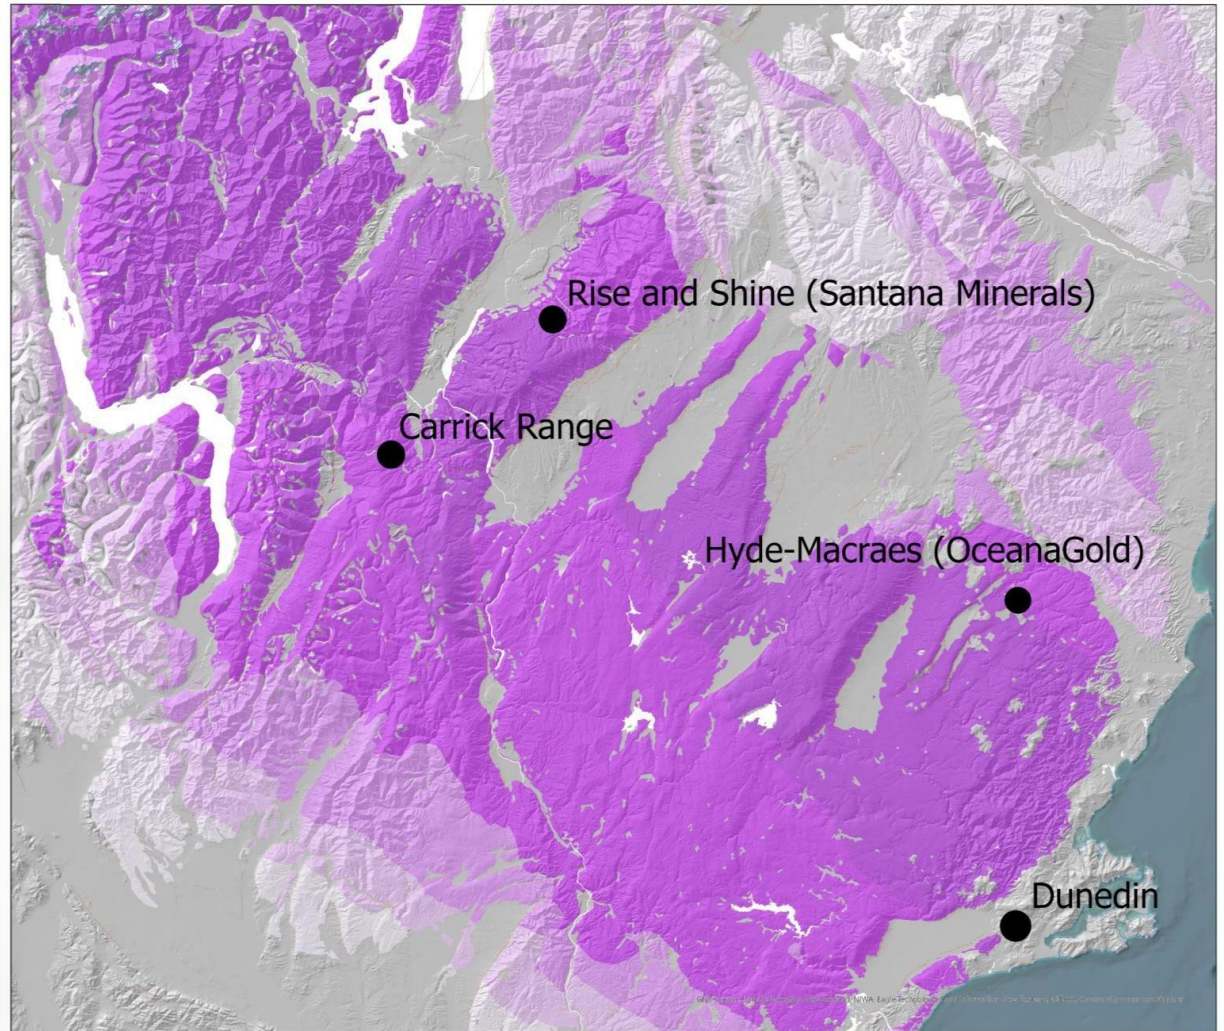 Rise and Shine (Santana Minerals)
Carrick Range
Hyde-Macraes (OceanaGold)
Dunedin